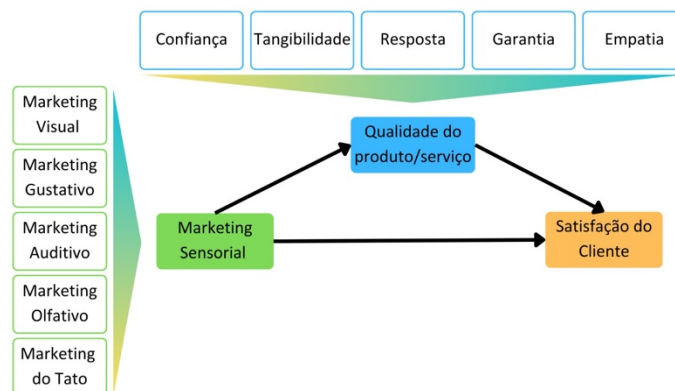 Confiança
Tangibilidade
Resposta
Garantia
Empatia
Marketing
Visual
Marketing
Gustativo
Marketing
Auditivo
Marketing
Olfativo
Marketing
do Tato
Qualidade do
produto/serviço
Marketing
Sensorial
Satisfação do
Cliente